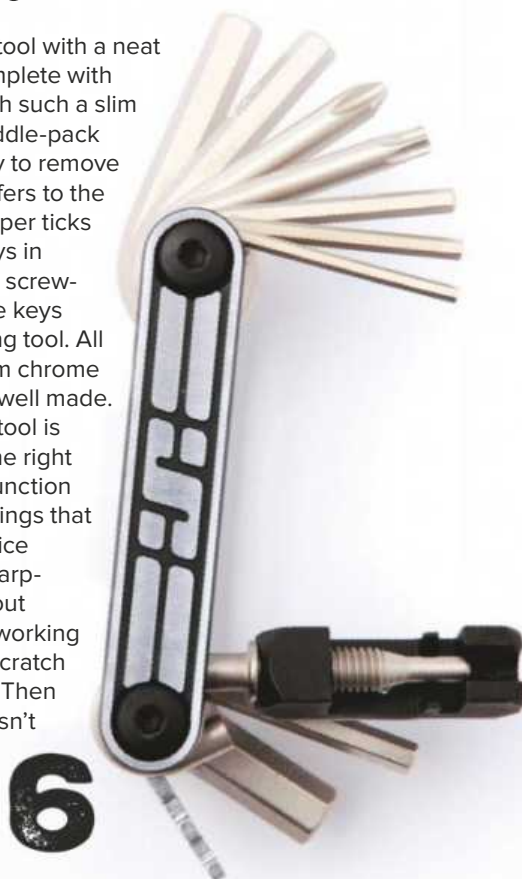 tool with a neat
mplete with
h such a slim
ddle-pack
y to remove
fers to the
per ticks
ys in
screw-
e keys
ng tool. All
m chrome
well made.
tool is
ne right
unction
ings that
ice
arp-
out
working
cratch
Then
sn't
6